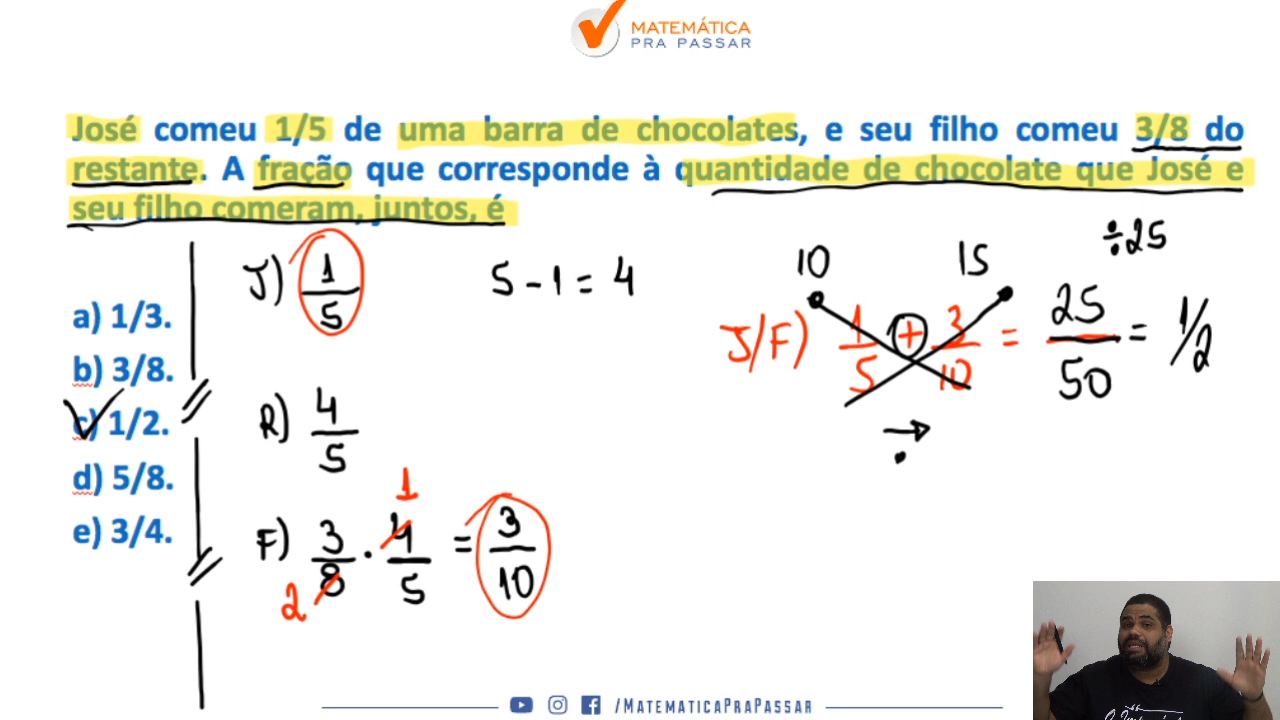 MATEMÁTICA
PRA PASSAR
José comeu 1/5 de uma barra de chocolates, e seu filho comeu 3/8 do
restante. A fração que corresponde à quantidade de chocolate que José e
seu filho comeram, juntos, é
a) 1/3.
b) 3/8.
c) 1/2.
d) 5/8.
e) 3/4.
J) 1/5
5 - 1 = 4
R) 4/5
1
F) 3/8 · 4/5 = 3/10
2
÷25
10 15
J/F) 1/5 + 3/10 = 25/50 = 1/2
/MATEMATICAPRAPASSAR